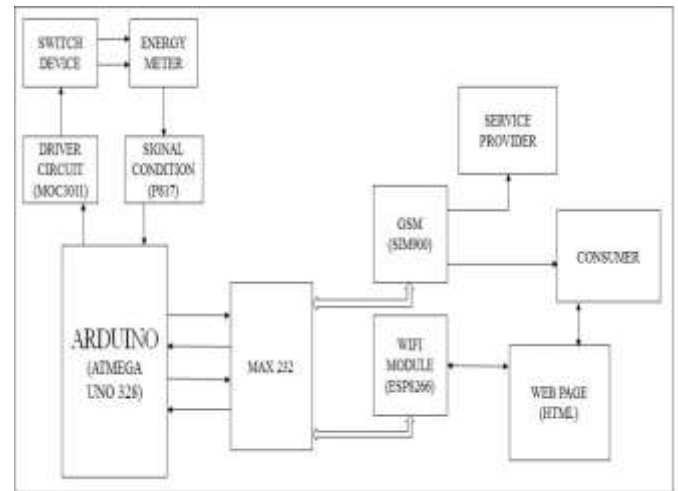 SWITCH
DEVICE
ENERGY
METER
DRIVER
CIRCUIT
(MOC3011)
SIGNAL
CONDITION
(P817)
SERVICE
PROVIDER
GSM
(SIM900)
CONSUMER
ARDUINO
(ATMEGA
UNO 328)
MAX 232
WIFI
MODULE
(ESP8266)
WEB PAGE
(HTML)